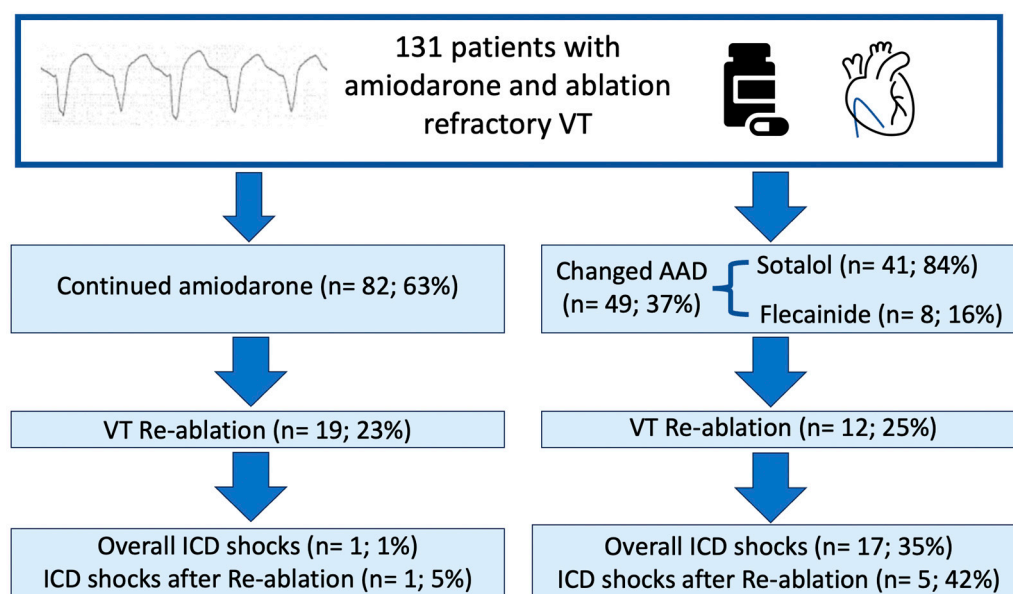 131 patients with
amiodarone and ablation
refractory VT
Continued amiodarone (n= 82; 63%)
Changed AAD
(n= 49; 37%)
Sotalol (n= 41; 84%)
Flecainide (n= 8; 16%)
VT Re-ablation (n= 19; 23%)
VT Re-ablation (n= 12; 25%)
Overall ICD shocks (n= 1; 1%)
ICD shocks after Re-ablation (n= 1; 5%)
Overall ICD shocks (n= 17; 35%)
ICD shocks after Re-ablation (n= 5; 42%)